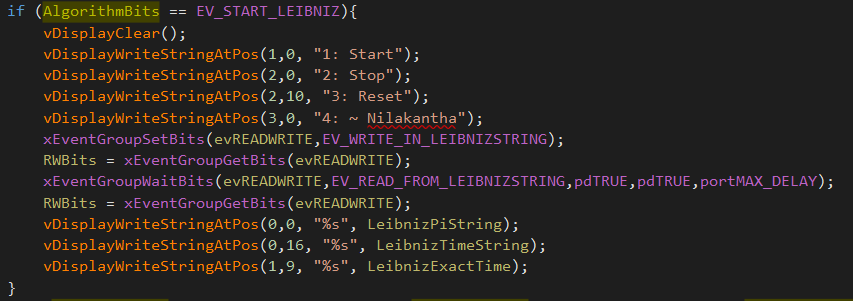 if (AlgorithmBits == EV_START_LEIBNIZ){
    vDisplayClear();
    vDisplayWriteStringAtPos(1,0, "1: Start");
    vDisplayWriteStringAtPos(2,0, "2: Stop");
    vDisplayWriteStringAtPos(2,10, "3: Reset");
    vDisplayWriteStringAtPos(3,0, "4: ~ Nilakantha");
    xEventGroupSetBits(evREADWRITE,EV_WRITE_IN_LEIBNIZSTRING);
    RWBits = xEventGroupGetBits(evREADWRITE);
    xEventGroupWaitBits(evREADWRITE,EV_READ_FROM_LEIBNIZSTRING,pdTRUE,pdTRUE,portMAX_DELAY);
    RWBits = xEventGroupGetBits(evREADWRITE);
    vDisplayWriteStringAtPos(0,0, "%s", LeibnizPiString);
    vDisplayWriteStringAtPos(0,16, "%s", LeibnizTimeString);
    vDisplayWriteStringAtPos(1,9, "%s", LeibnizExactTime);
}